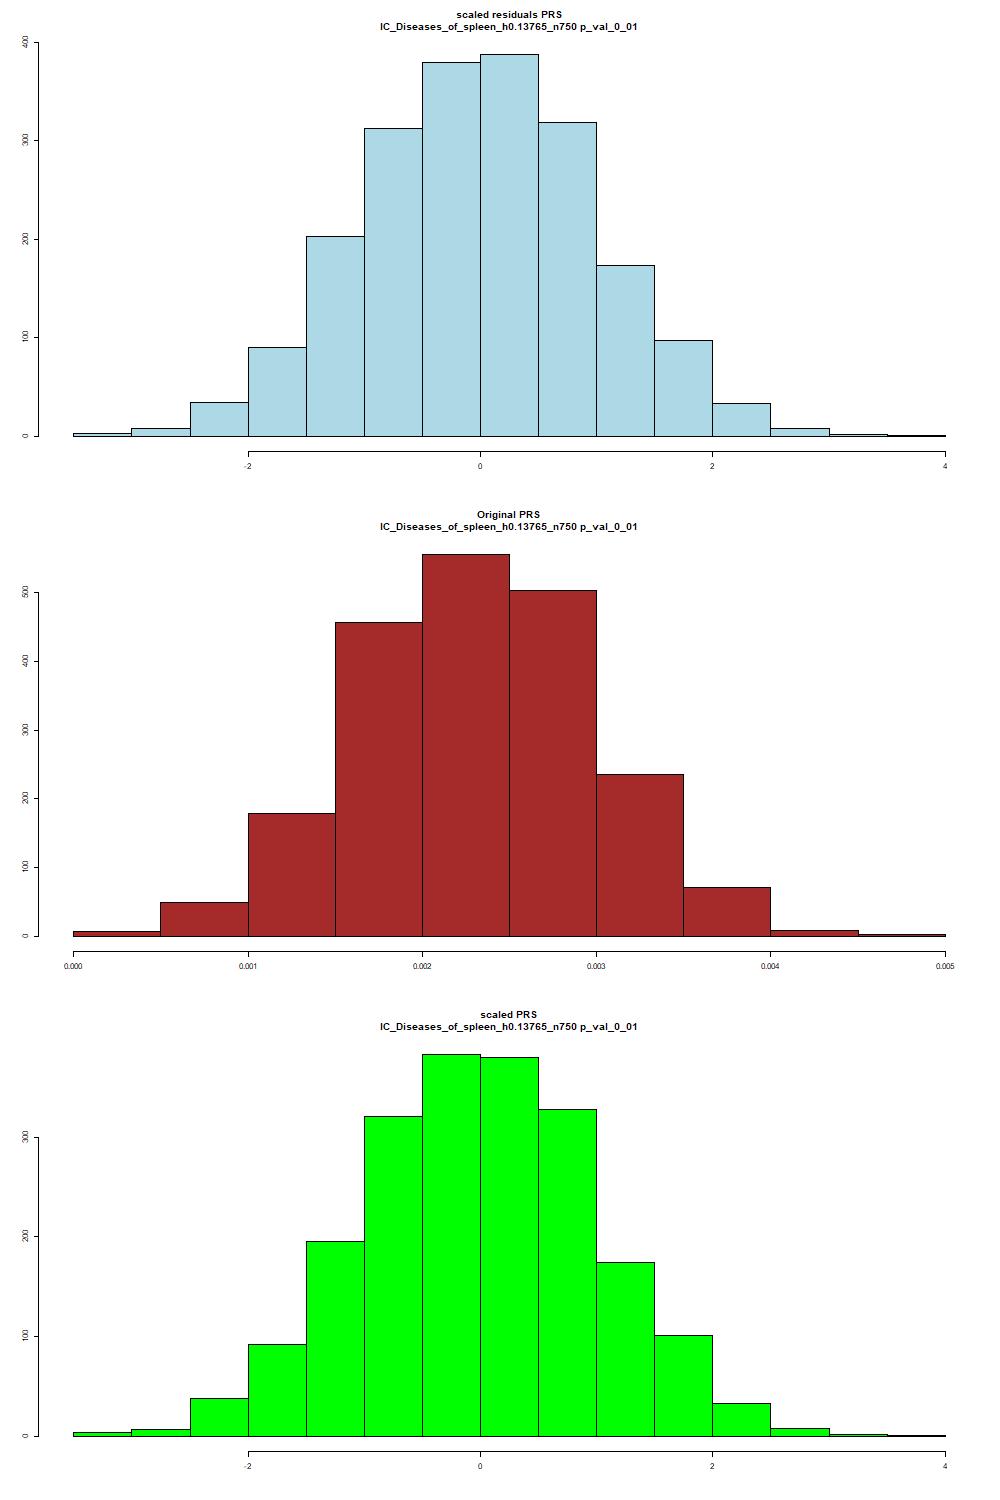 scaled residuals PRS
IC_Diseases_of_spleen_h0.13765_n750 p_val_0_01
400
300
200
100
0
-2 0 2 4
Original PRS
IC_Diseases_of_spleen_h0.13765_n750 p_val_0_01
500
400
300
200
100
0
0.000 0.001 0.002 0.003 0.004 0.005
scaled PRS
IC_Diseases_of_spleen_h0.13765_n750 p_val_0_01
300
200
100
0
-2 0 2 4